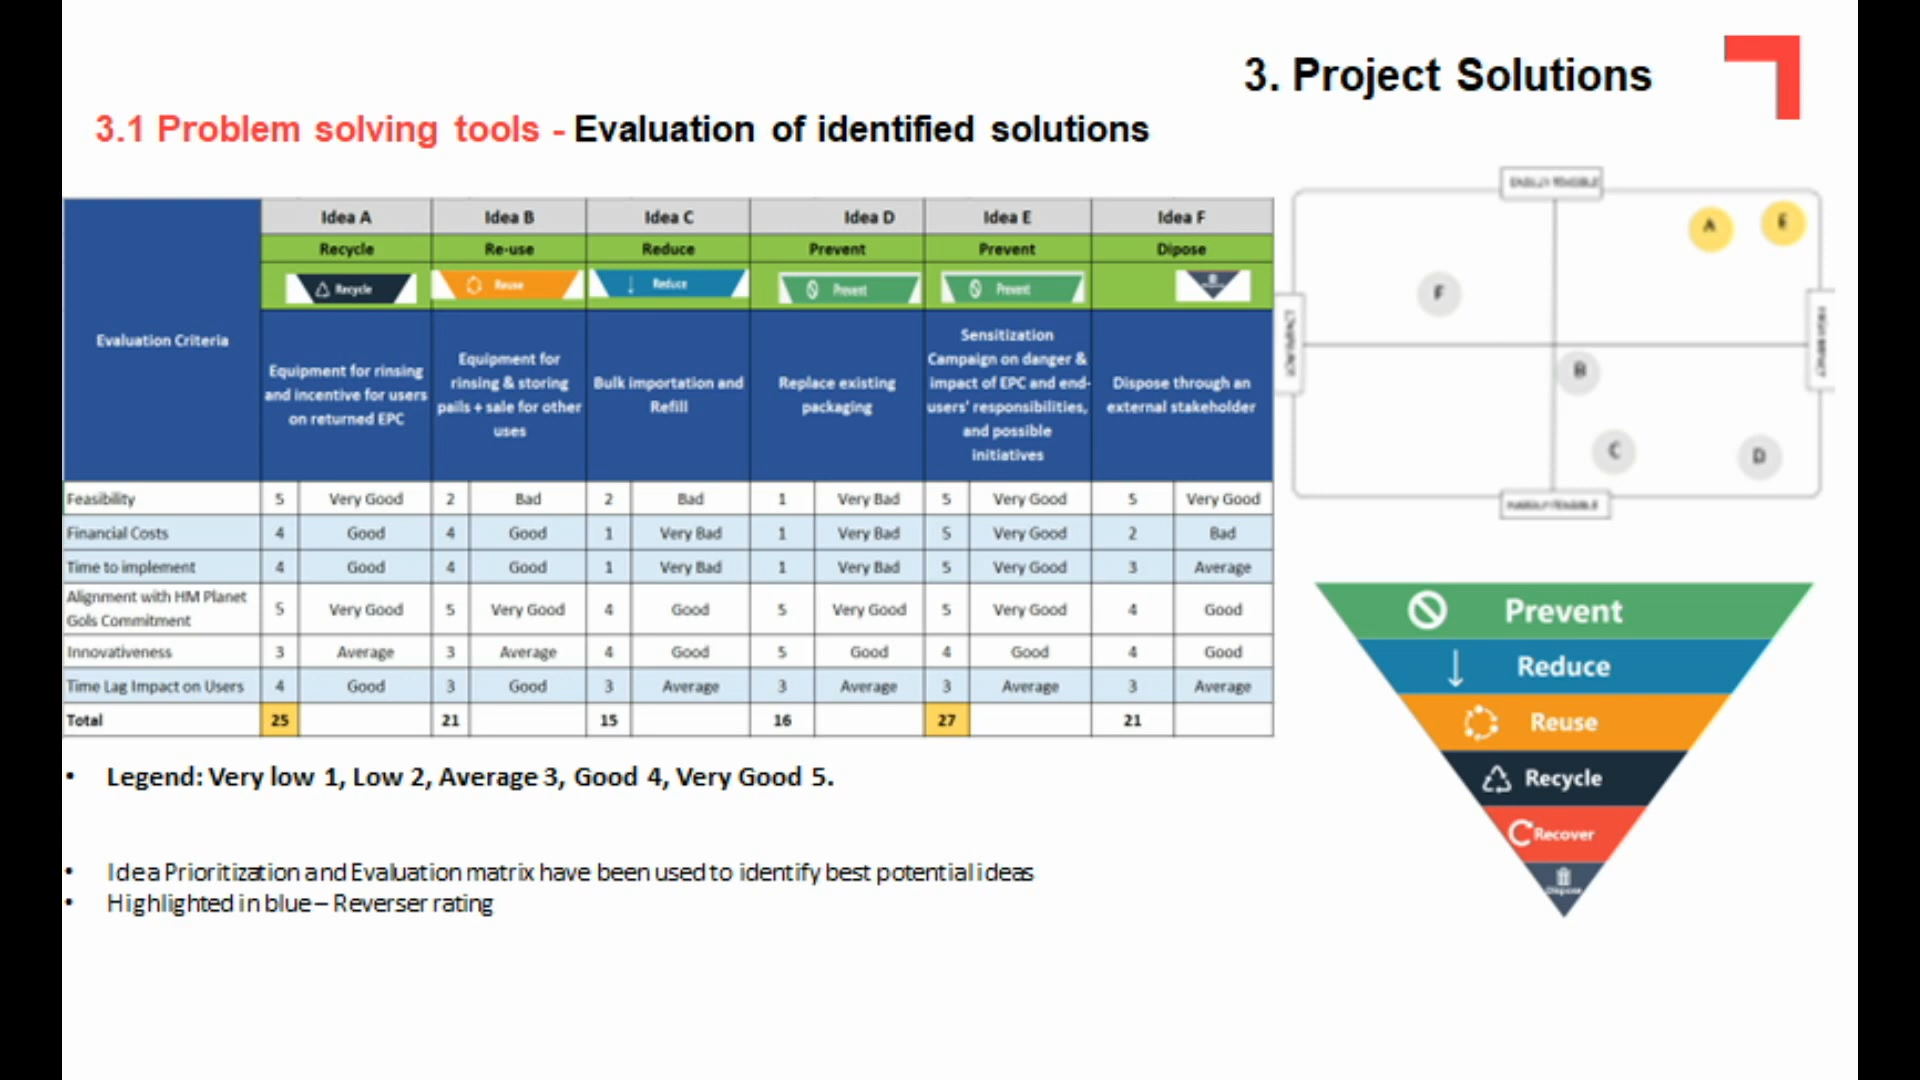 3. Project Solutions
3.1 Problem solving tools - Evaluation of identified solutions
Evaluation Criteria
Idea A
Idea B
Idea C
Idea D
Idea E
Idea F
Recycle
Re-use
Reduce
Prevent
Prevent
Dipose
Recycle
Reuse
Reduce
Prevent
Prevent
Equipment for rinsing
and incentive for users
on returned EPC
Equipment for
rinsing & storing
pails + sale for other
uses
Bulk importation and
Refill
Replace existing
packaging
Sensitization
Campaign on danger &
impact of EPC and end-
users' responsibilities,
and possible
initiatives
Dispose through an
external stakeholder
Feasibility 5 Very Good 2 Bad 2 Bad 1 Very Bad 5 Very Good 5 Very Good
Financial Costs 4 Good 4 Good 1 Very Bad 1 Very Bad 5 Very Good 2 Bad
Time to implement 4 Good 4 Good 1 Very Bad 1 Very Bad 5 Very Good 3 Average
Alignment with HM Planet
Gols Commitment 5 Very Good 5 Very Good 4 Good 5 Very Good 5 Very Good 4 Good
Innovativeness 3 Average 3 Average 4 Good 5 Good 4 Good 4 Good
Time Lag Impact on Users 4 Good 3 Good 3 Average 3 Average 3 Average 3 Average
Total 25 21 15 16 27 21
• Legend: Very low 1, Low 2, Average 3, Good 4, Very Good 5.
• Idea Prioritization and Evaluation matrix have been used to identify best potential ideas
• Highlighted in blue – Reverser rating
A
E
F
B
C
D
Prevent
Reduce
Reuse
Recycle
Recover
Dispose